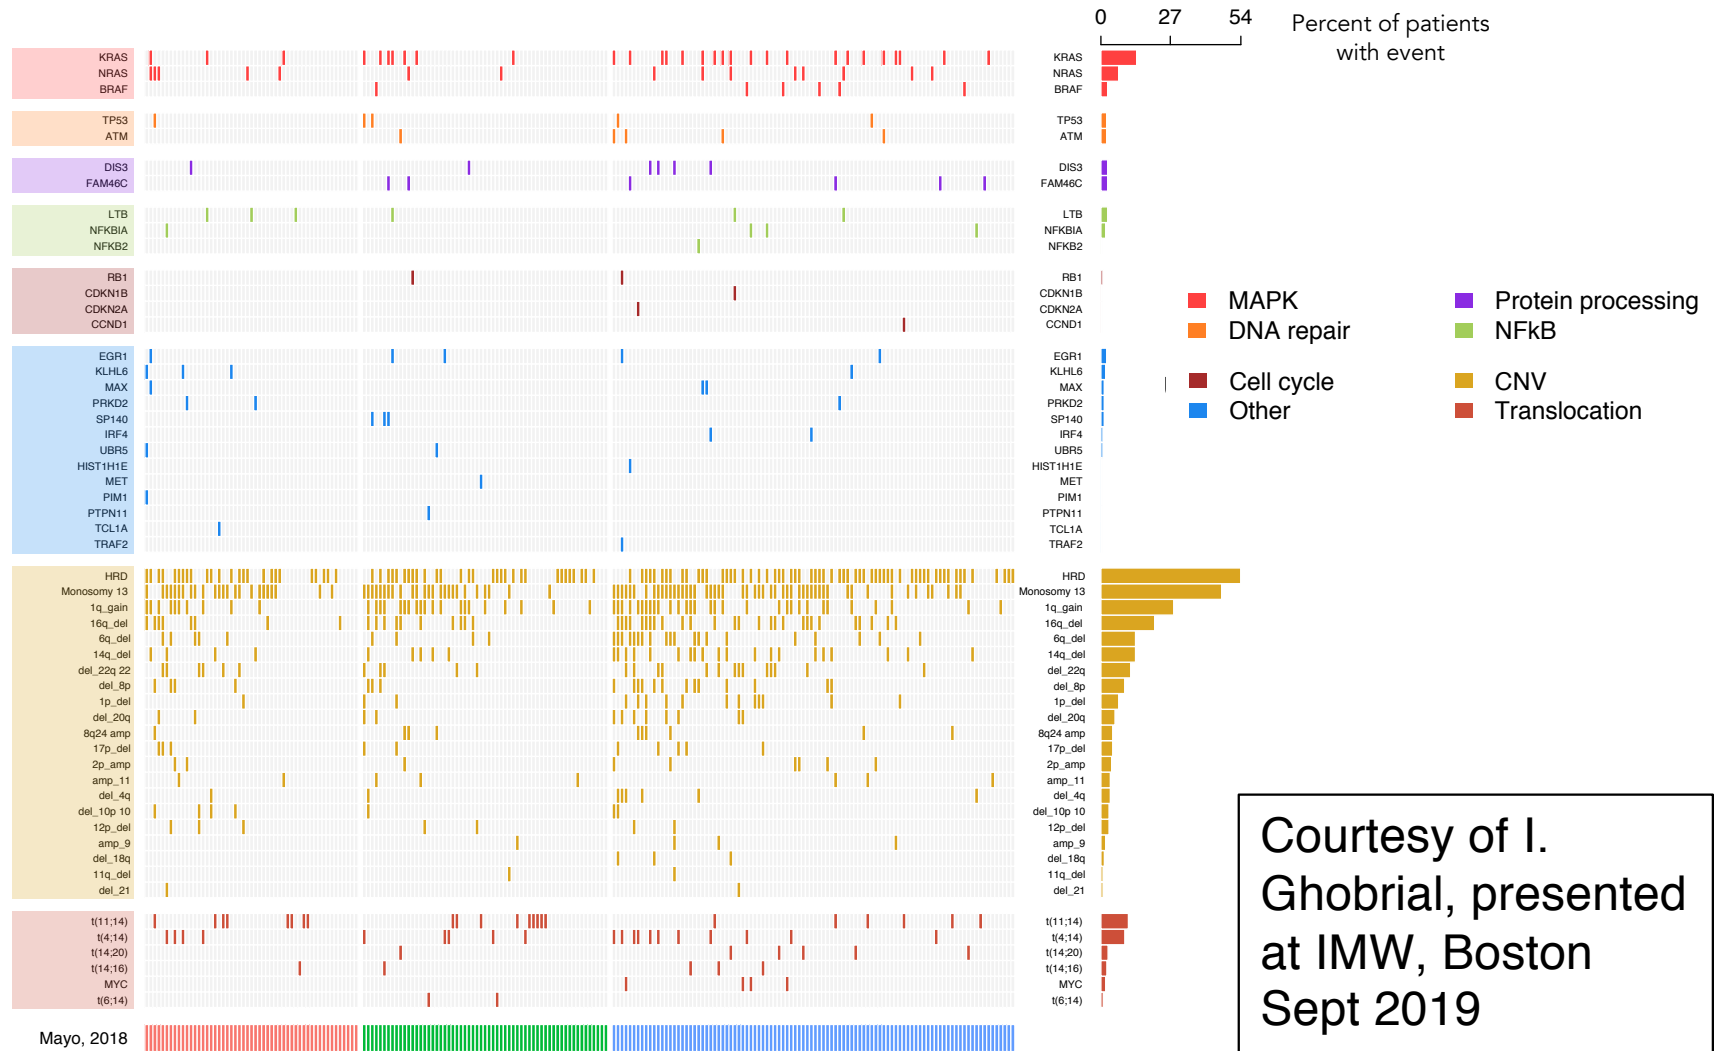 0 27 54 Percent of patients
with event
KRAS KRAS
NRAS NRAS
BRAF BRAF
TP53 TP53
ATM ATM
DIS3 DIS3
FAM46C FAM46C
LTB LTB
NFKBIA NFKBIA
NFKB2 NFKB2
RB1 RB1
CDKN1B CDKN1B
CDKN2A CDKN2A
CCND1 CCND1
MAPK Protein processing
DNA repair NFkB
Cell cycle CNV
Other Translocation
EGR1 EGR1
KLHL6 KLHL6
MAX MAX
PRKD2 PRKD2
SP140 SP140
IRF4 IRF4
UBR5 UBR5
HIST1H1E HIST1H1E
MET MET
PIM1 PIM1
PTPN11 PTPN11
TCL1A TCL1A
TRAF2 TRAF2
HRD HRD
Monosomy 13 Monosomy 13
1q_gain 1q_gain
16q_del 16q_del
6q_del 6q_del
14q_del 14q_del
del_22q 22 del_22q
del_8p del_8p
1p_del 1p_del
del_20q del_20q
8q24 amp 8q24 amp
17p_del 17p_del
2p_amp 2p_amp
amp_11 amp_11
del_4q del_4q
del_10p 10 del_10p 10
12p_del 12p_del
amp_9 amp_9
del_18q del_18q
11q_del 11q_del
del_21 del_21
t(11;14) t(11;14)
t(4;14) t(4;14)
t(14;20) t(14;20)
t(14;16) t(14;16)
MYC MYC
t(6;14) t(6;14)
Mayo, 2018
Courtesy of I.
Ghobrial, presented
at IMW, Boston
Sept 2019